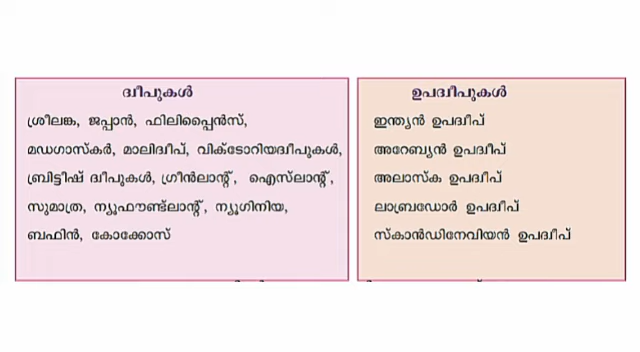 ദ്വീപുകൾ
ശ്രീലങ്ക, ജപ്പാൻ, ഫിലിപ്പൈൻസ്,
മഡഗാസ്കർ, മാലിദ്വീപ്, വിക്ടോറിയദ്വീപുകൾ,
ബ്രിട്ടീഷ് ദ്വീപുകൾ, ഗ്രീൻലാന്റ്, ഐസ്‌ലാന്റ്,
സുമാത്ര, ന്യൂഫൗണ്ട്‌ലാന്റ്, ന്യൂഗിനിയ,
ബഫിൻ, കോക്കോസ്
ഉപദ്വീപുകൾ
ഇന്ത്യൻ ഉപദ്വീപ്
അറേബ്യൻ ഉപദ്വീപ്
അലാസ്ക ഉപദ്വീപ്
ലാബ്രഡോർ ഉപദ്വീപ്
സ്കാൻഡിനേവിയൻ ഉപദ്വീപ്